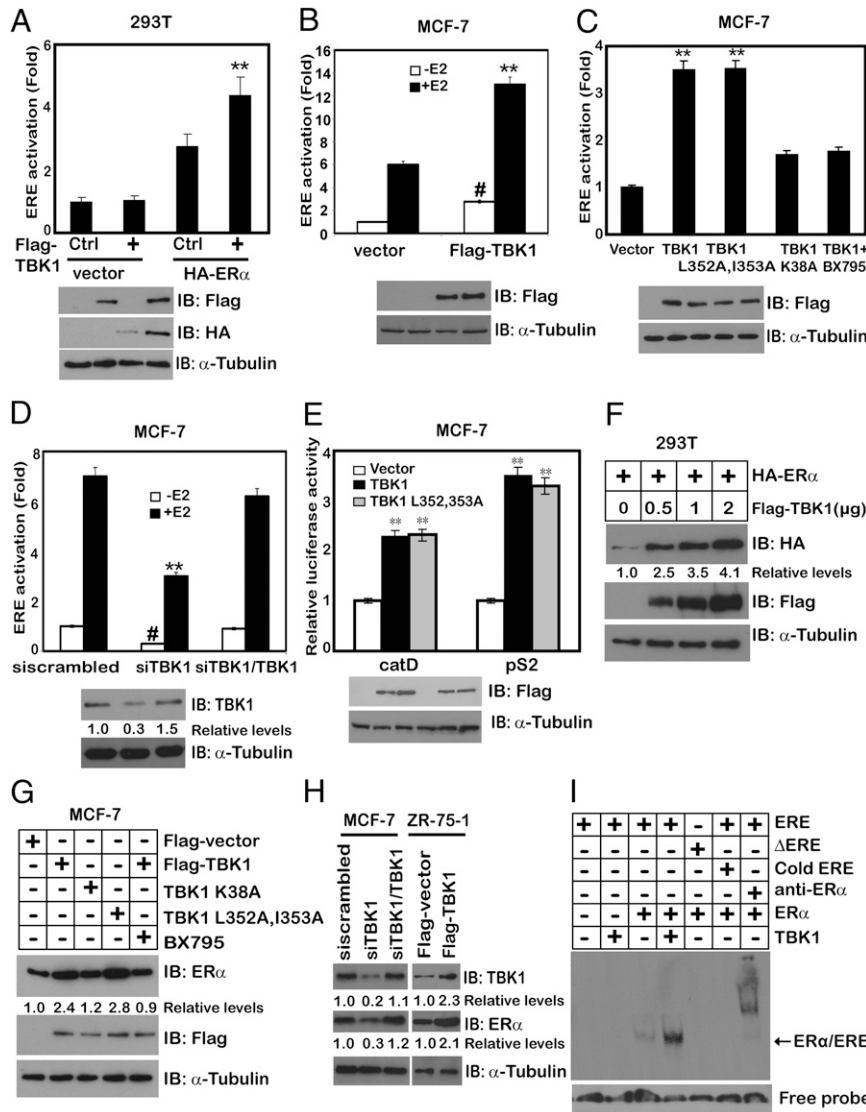 A
293T
ERE activation (Fold)
6
4
2
0
**
Flag-TBK1
Ctrl + Ctrl +
vector HA-ERα
IB: Flag
IB: HA
IB: α-Tubulin
B
MCF-7
ERE activation (Fold)
16
14
12
10
8
6
4
2
0
-E2
+E2
**
#
vector Flag-TBK1
IB: Flag
IB: α-Tubulin
C
MCF-7
ERE activation (Fold)
4
3
2
1
0
** **
Vector TBK1 TBK1 TBK1 TBK1+
L352A,I353A K38A BX795
IB: Flag
IB: α-Tubulin
D
MCF-7
ERE activation (Fold)
8
6
4
2
0
-E2
+E2
**
#
siscrambled siTBK1 siTBK1/TBK1
IB: TBK1
1.0 0.3 1.5 Relative levels
IB: α-Tubulin
E
MCF-7
Relative luciferase activity
4
3
2
1
0
Vector
TBK1
TBK1 L352,353A
** ** ** **
catD pS2
IB: Flag
IB: α-Tubulin
F
293T
+ + + + HA-ERα
0 0.5 1 2 Flag-TBK1(μg)
IB: HA
1.0 2.5 3.5 4.1 Relative levels
IB: Flag
IB: α-Tubulin
G
MCF-7
+ - - - - Flag-vector
- + - - + Flag-TBK1
- - + - - TBK1 K38A
- - - + - TBK1 L352A,I353A
- - - - + BX795
IB: ERα
1.0 2.4 1.2 2.8 0.9 Relative levels
IB: Flag
IB: α-Tubulin
H
MCF-7 ZR-75-1
siscrambled
siTBK1
siTBK1/TBK1
Flag-vector
Flag-TBK1
IB: TBK1
1.0 0.2 1.1 1.0 2.3 Relative levels
IB: ERα
1.0 0.3 1.2 1.0 2.1 Relative levels
IB: α-Tubulin
I
+ + + + - + + ERE
- - - - + - - ΔERE
- - - - - + - Cold ERE
- - - - - - + anti-ERα
- - + + + + + ERα
- + - + - - - TBK1
←ERα/ERE
Free probe